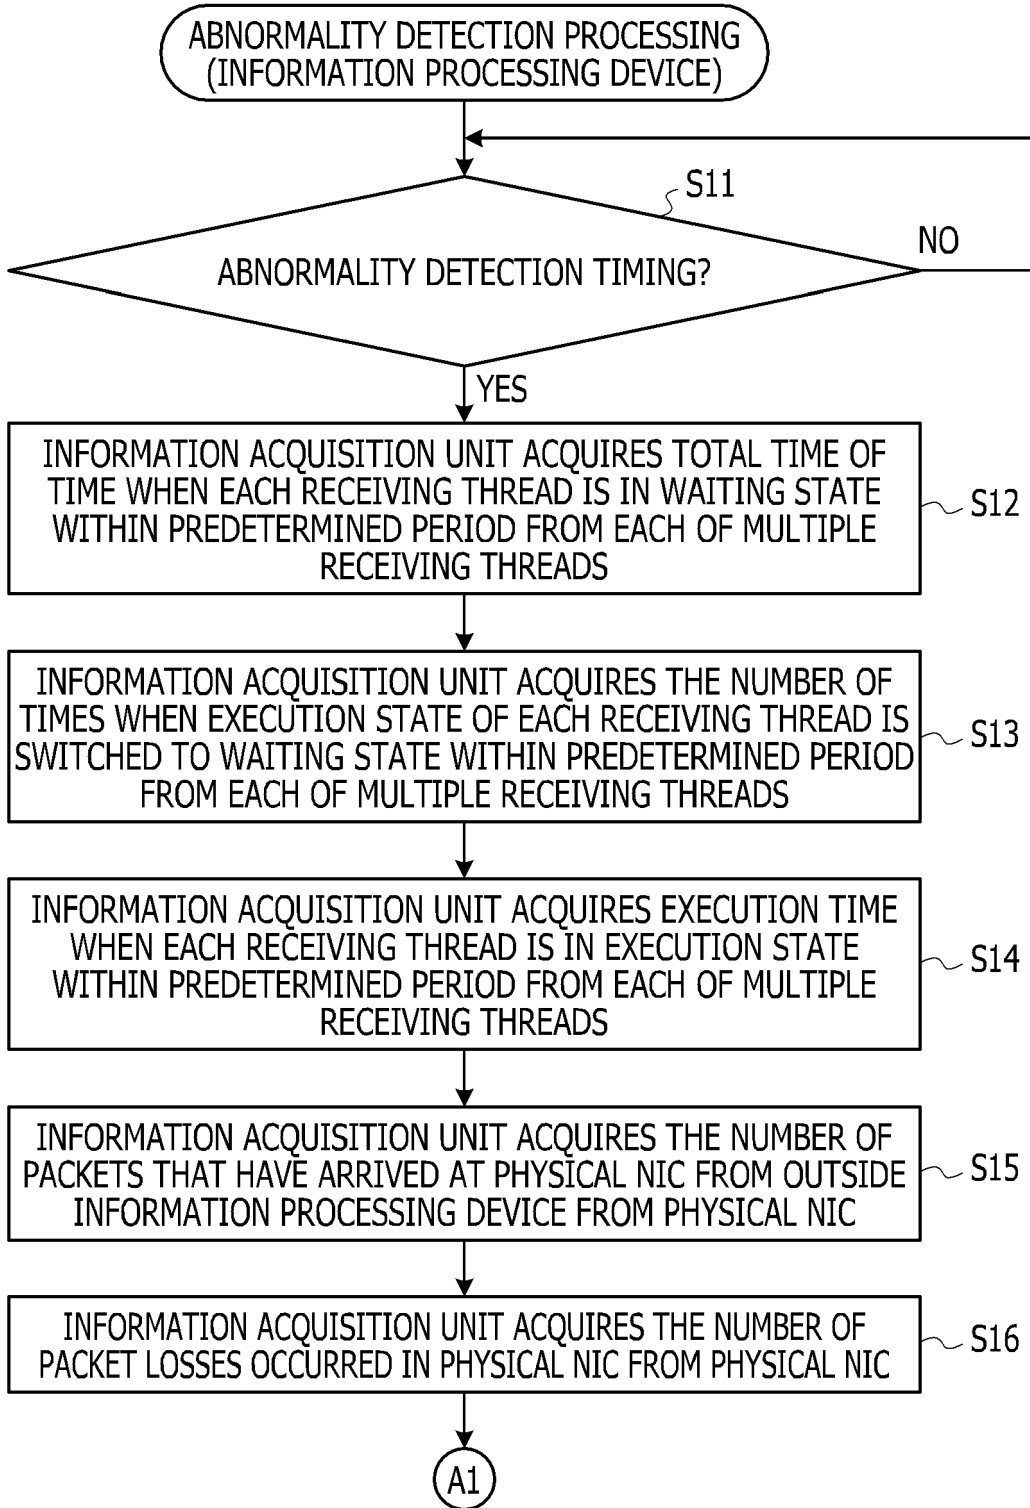 ABNORMALITY DETECTION PROCESSING
(INFORMATION PROCESSING DEVICE)
S11
ABNORMALITY DETECTION TIMING?
NO
YES
INFORMATION ACQUISITION UNIT ACQUIRES TOTAL TIME OF
TIME WHEN EACH RECEIVING THREAD IS IN WAITING STATE
WITHIN PREDETERMINED PERIOD FROM EACH OF MULTIPLE
RECEIVING THREADS
S12
INFORMATION ACQUISITION UNIT ACQUIRES THE NUMBER OF
TIMES WHEN EXECUTION STATE OF EACH RECEIVING THREAD IS
SWITCHED TO WAITING STATE WITHIN PREDETERMINED PERIOD
FROM EACH OF MULTIPLE RECEIVING THREADS
S13
INFORMATION ACQUISITION UNIT ACQUIRES EXECUTION TIME
WHEN EACH RECEIVING THREAD IS IN EXECUTION STATE
WITHIN PREDETERMINED PERIOD FROM EACH OF MULTIPLE
RECEIVING THREADS
S14
INFORMATION ACQUISITION UNIT ACQUIRES THE NUMBER OF
PACKETS THAT HAVE ARRIVED AT PHYSICAL NIC FROM OUTSIDE
INFORMATION PROCESSING DEVICE FROM PHYSICAL NIC
S15
INFORMATION ACQUISITION UNIT ACQUIRES THE NUMBER OF
PACKET LOSSES OCCURRED IN PHYSICAL NIC FROM PHYSICAL NIC
S16
A1